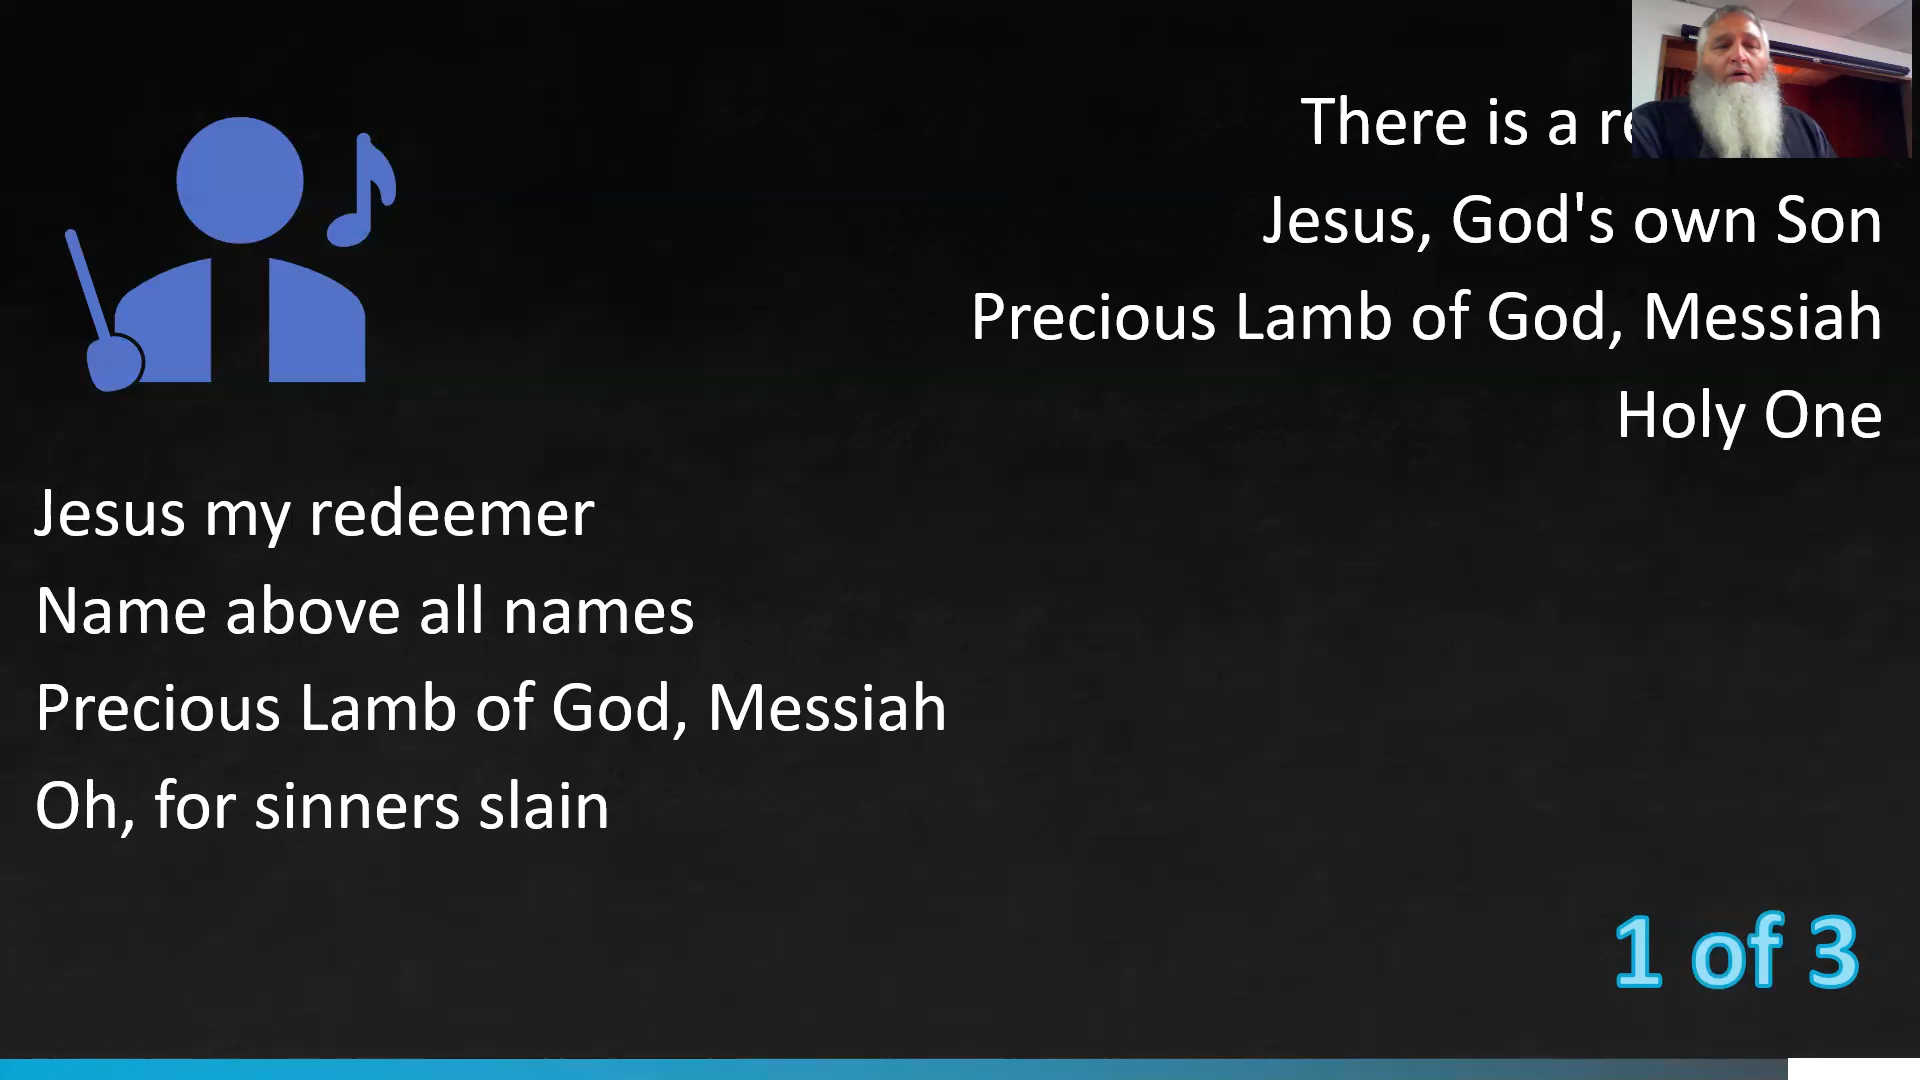 There is a
Jesus, God's own Son
Precious Lamb of God, Messiah
Holy One
Jesus my redeemer
Name above all names
Precious Lamb of God, Messiah
Oh, for sinners slain
1 of 3